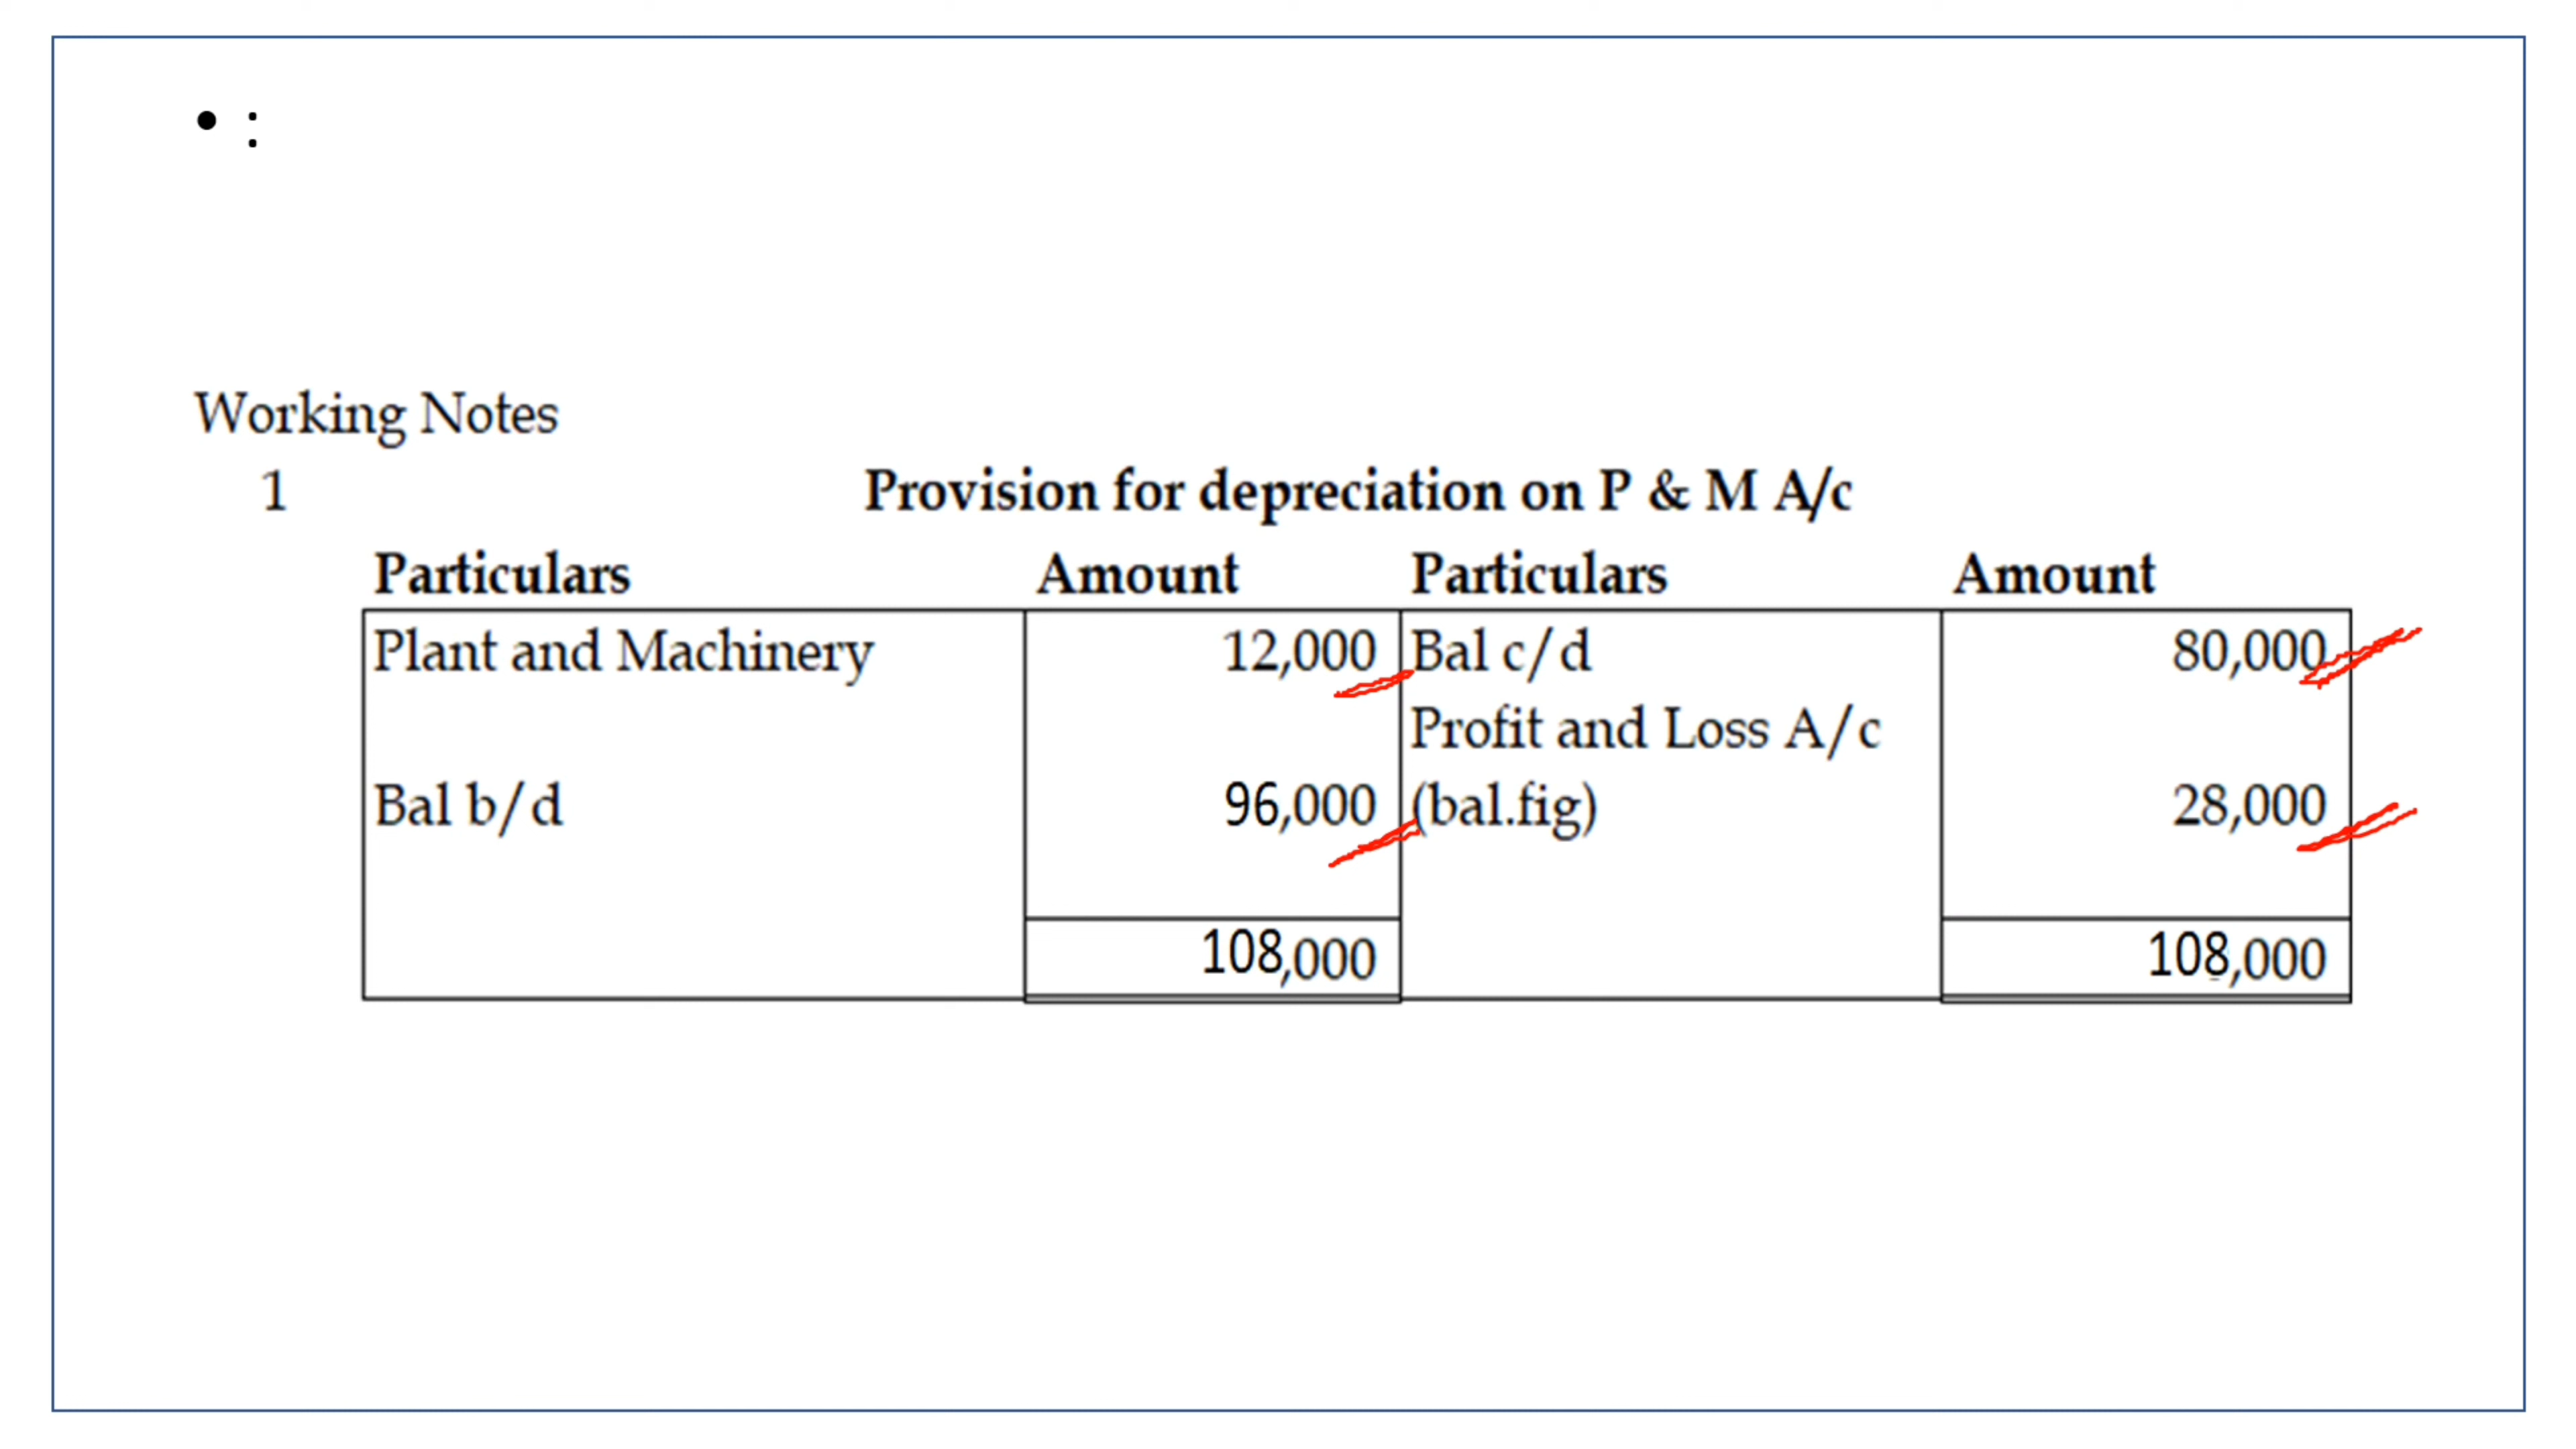 • :
Working Notes
1 Provision for depreciation on P & M A/c
Particulars Amount Particulars Amount
Plant and Machinery 12,000 Bal c/d 80,000
Profit and Loss A/c
Bal b/d 96,000 (bal.fig) 28,000
108,000 108,000